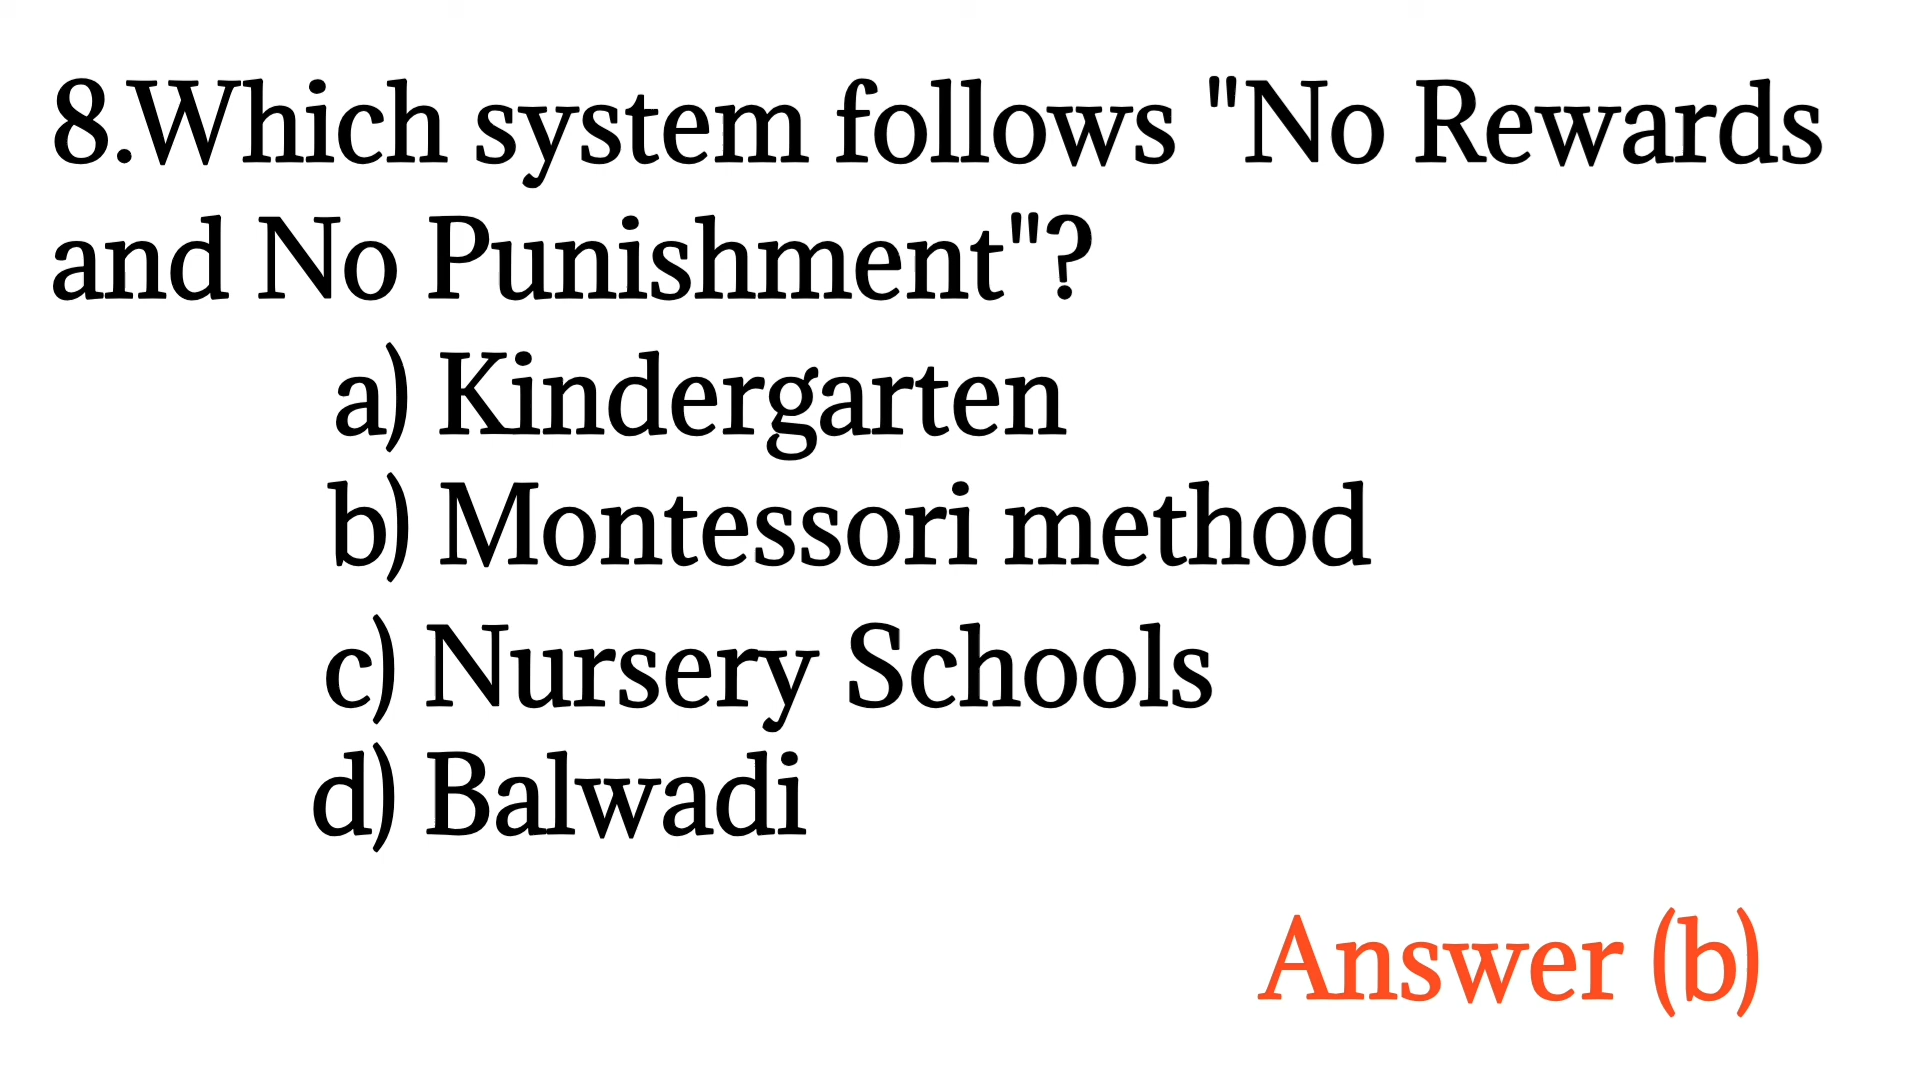 8.Which system follows "No Rewards
and No Punishment"?
a) Kindergarten
b) Montessori method
c) Nursery Schools
d) Balwadi
Answer (b)